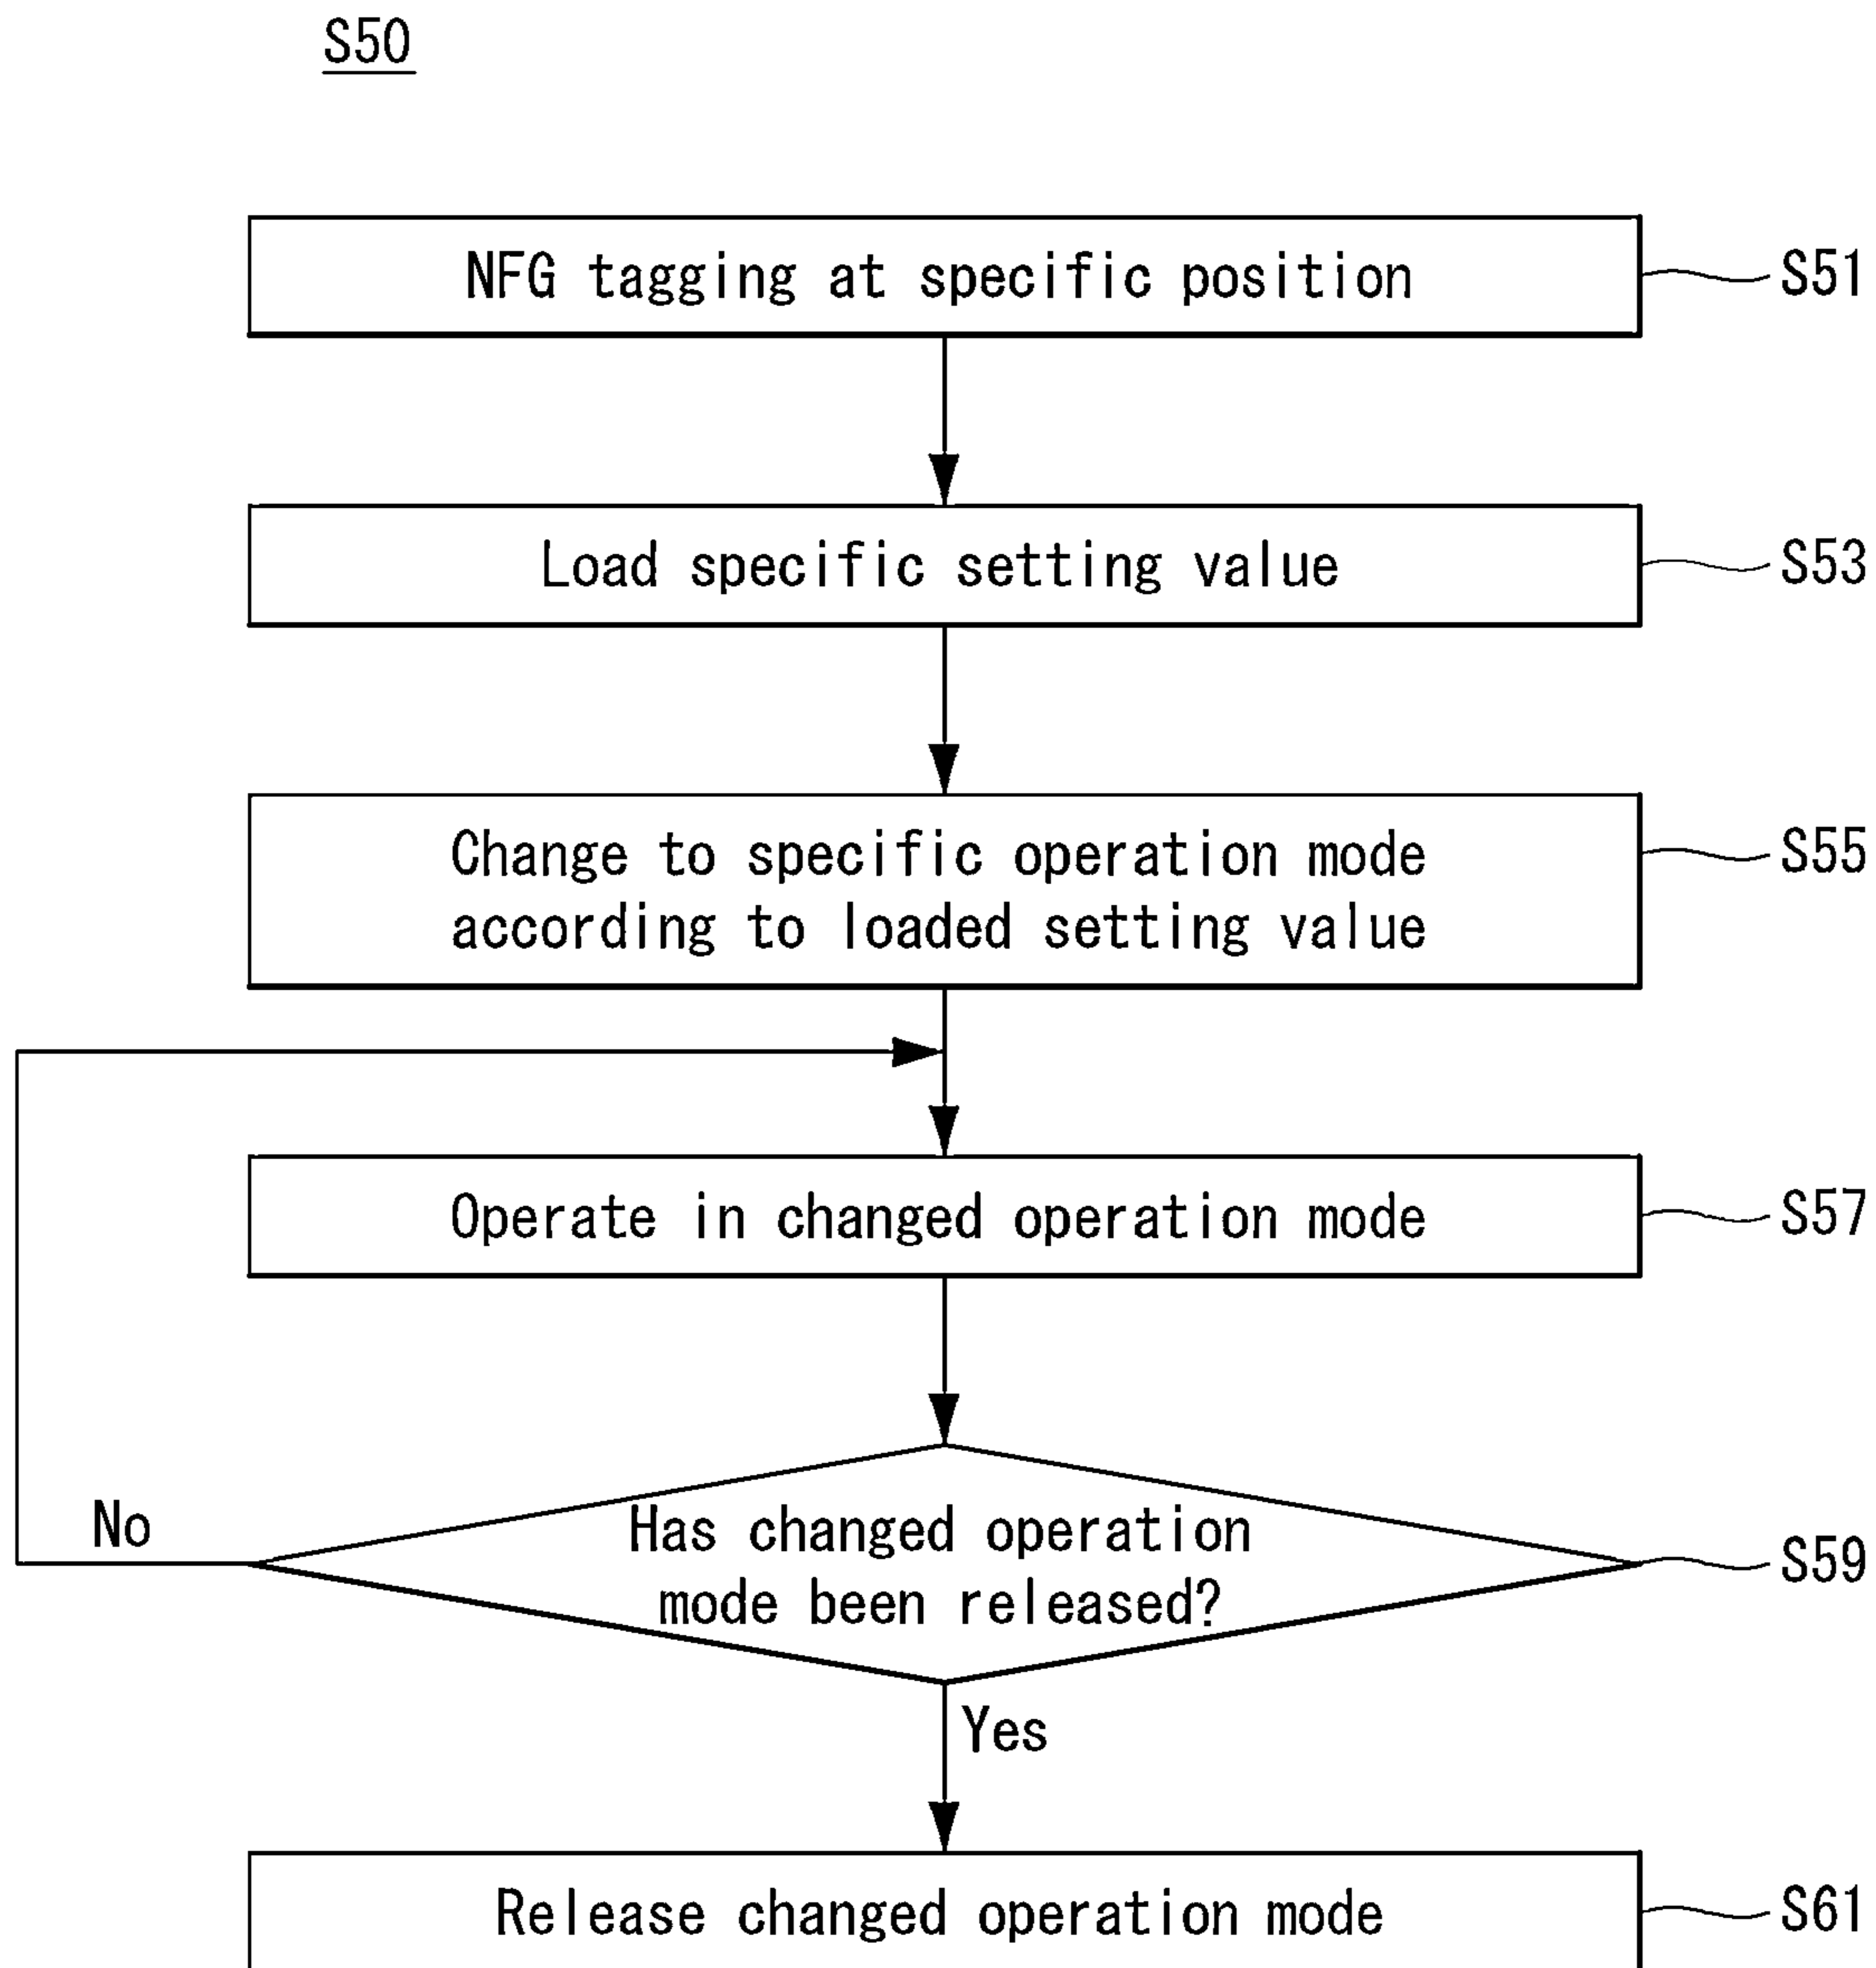 S50
NFG tagging at specific position
S51
Load specific setting value
S53
Change to specific operation mode
according to loaded setting value
S55
Operate in changed operation mode
S57
No
Has changed operation
mode been released?
S59
Yes
Release changed operation mode
S61